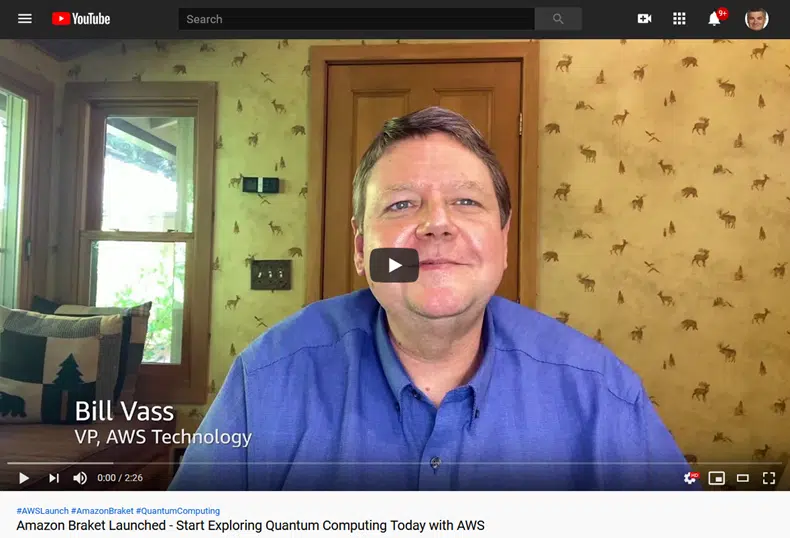 YouTube
Search
9+
Bill Vass
VP, AWS Technology
0:00 / 2:26
HD
#AWSLaunch #AmazonBraket #QuantumComputing
Amazon Braket Launched - Start Exploring Quantum Computing Today with AWS